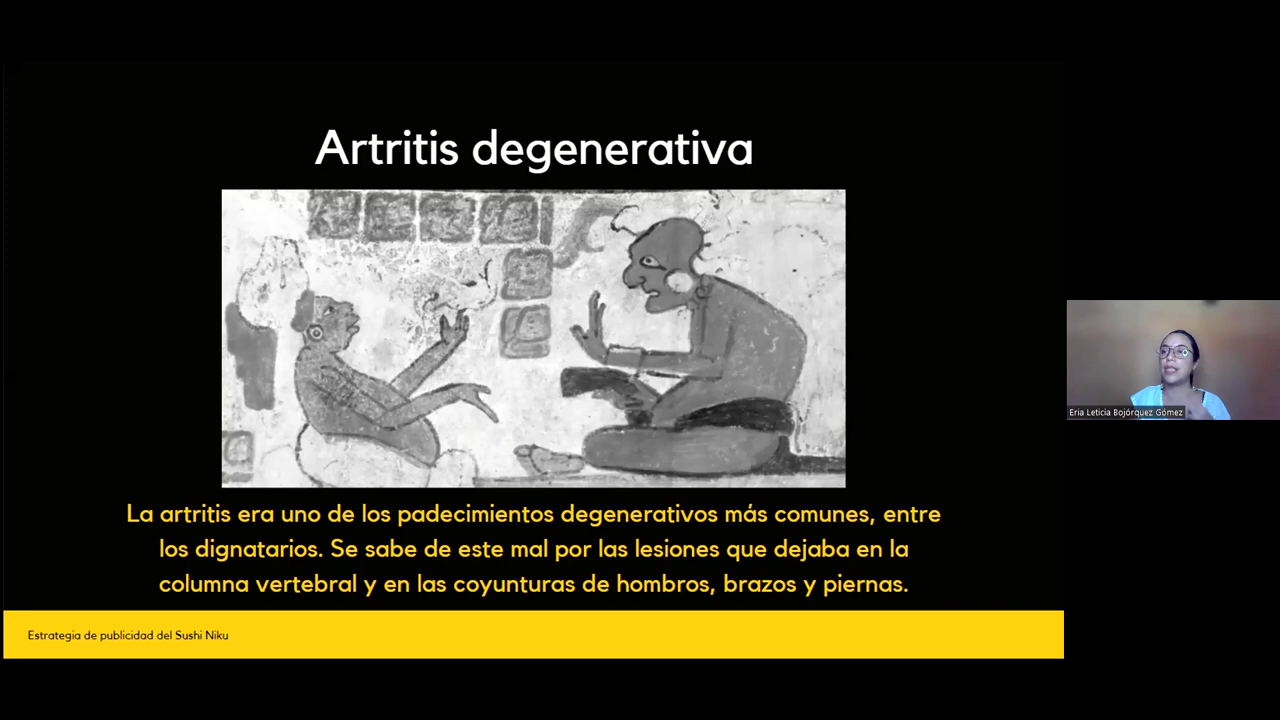 Artritis degenerativa
La artritis era uno de los padecimientos degenerativos más comunes, entre
los dignatarios. Se sabe de este mal por las lesiones que dejaba en la
columna vertebral y en las coyunturas de hombros, brazos y piernas.
Estrategia de publicidad del Sushi Niku
Eria Leticia Bojórquez Gómez